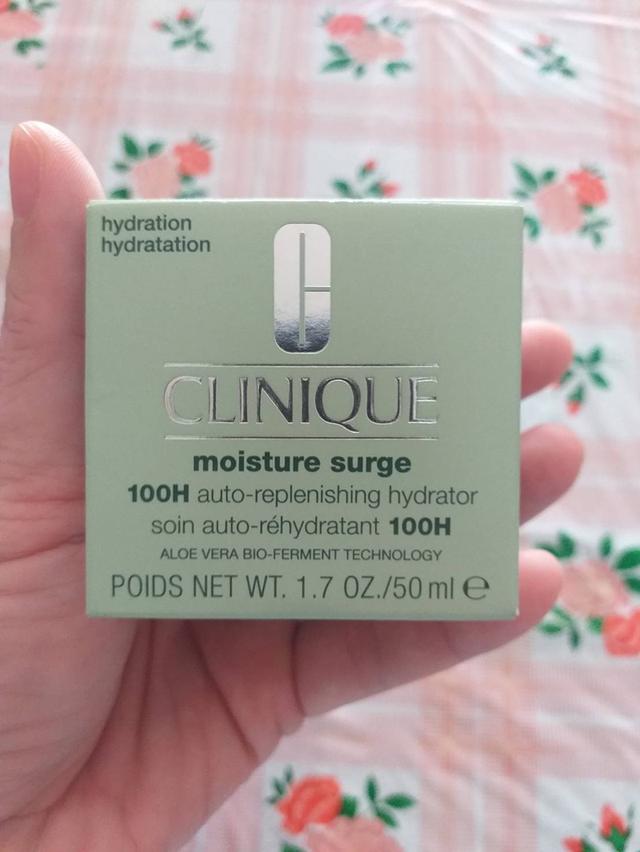 hydration
hydratation
CLINIQUE
moisture surge
100H auto-replenishing hydrator
soin auto-réhydratant 100H
ALOE VERA BIO-FERMENT TECHNOLOGY
POIDS NET WT. 1.7 OZ./50 ml ℮